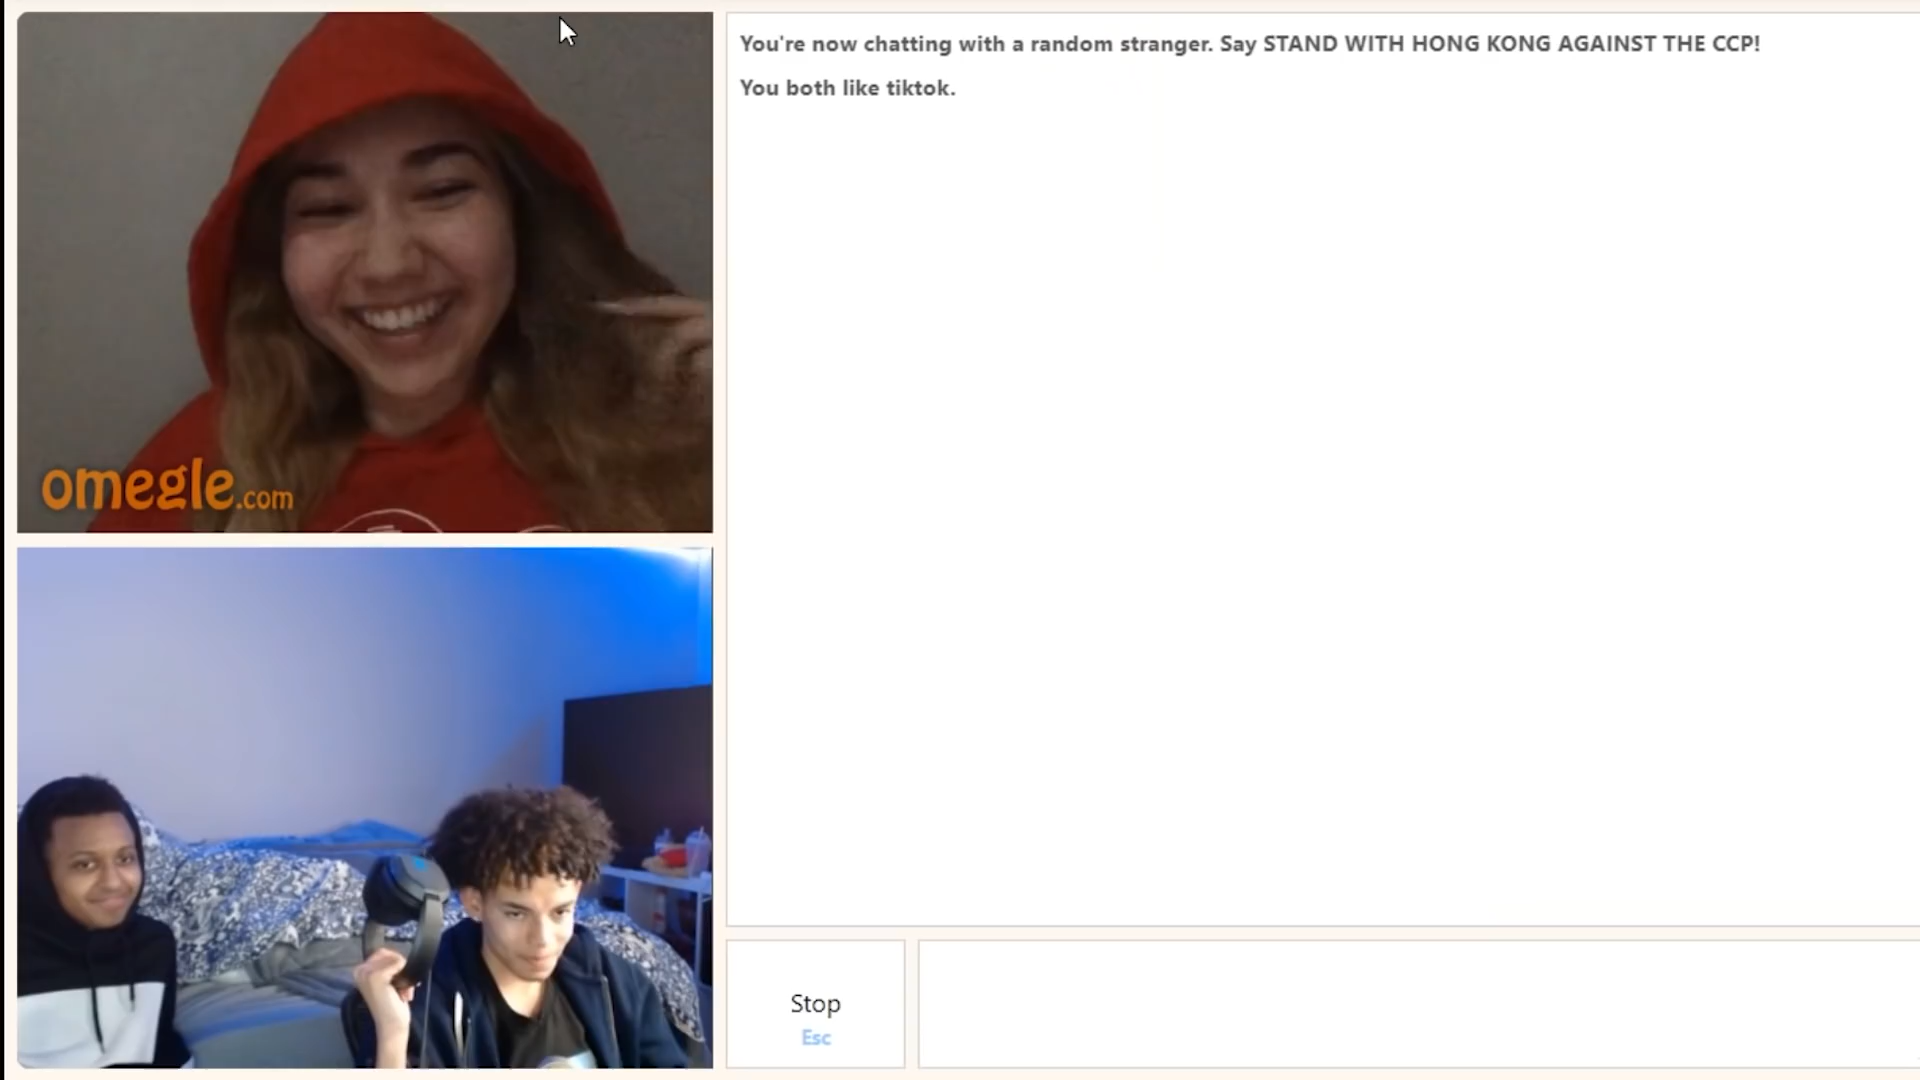 You're now chatting with a random stranger. Say STAND WITH HONG KONG AGAINST THE CCP!
You both like tiktok.
omegle.com
Stop
Esc